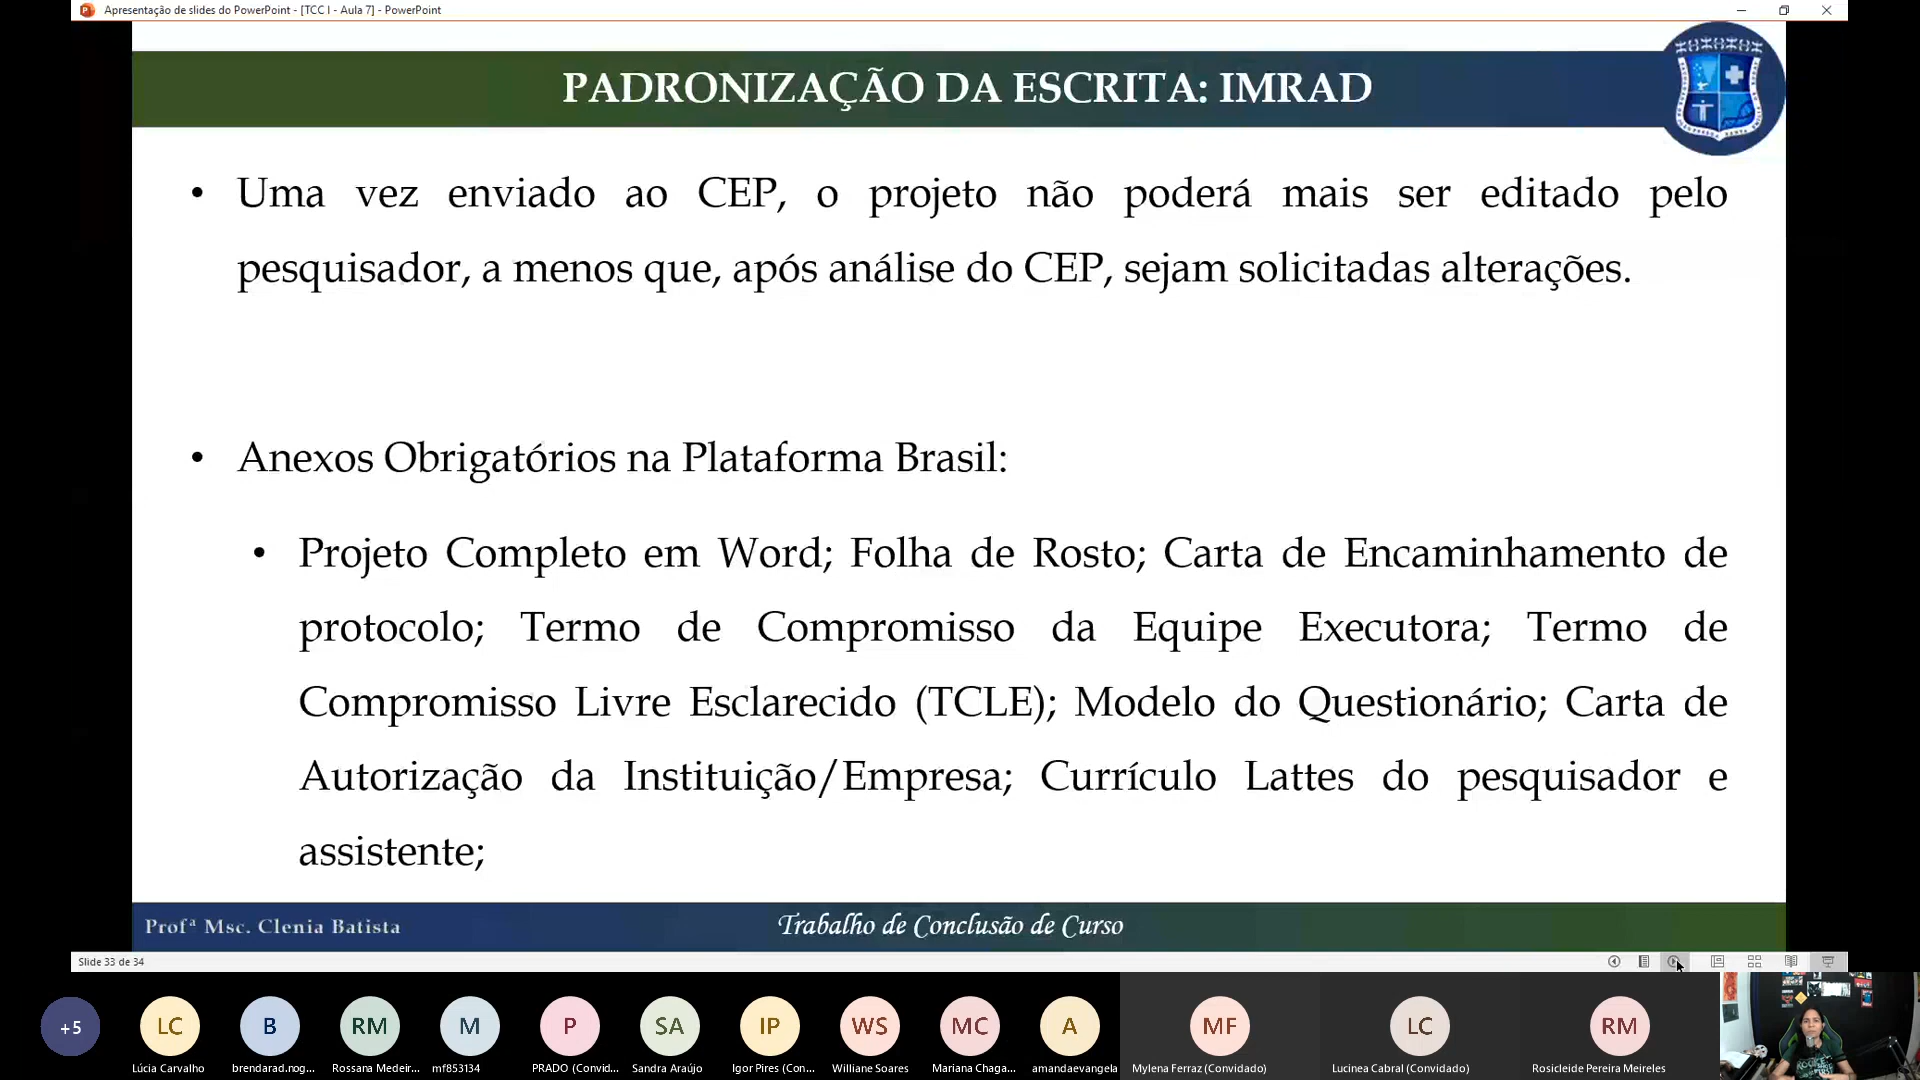 Apresentação de slides do PowerPoint - [TCC I - Aula 7] - PowerPoint
PADRONIZAÇÃO DA ESCRITA: IMRAD
• Uma vez enviado ao CEP, o projeto não poderá mais ser editado pelo
pesquisador, a menos que, após análise do CEP, sejam solicitadas alterações.
• Anexos Obrigatórios na Plataforma Brasil:
• Projeto Completo em Word; Folha de Rosto; Carta de Encaminhamento de
protocolo; Termo de Compromisso da Equipe Executora; Termo de
Compromisso Livre Esclarecido (TCLE); Modelo do Questionário; Carta de
Autorização da Instituição/Empresa; Currículo Lattes do pesquisador e
assistente;
Profª Msc. Clenia Batista
Trabalho de Conclusão de Curso
Slide 33 de 34
+5 LC B RM M P SA IP WS MC A MF LC RM
Lúcia Carvalho brendarad.nog... Rossana Medeir... mf853134 PRADO (Convid... Sandra Araújo Igor Pires (Con... Williane Soares Mariana Chaga... amandaevangela Mylena Ferraz (Convidado) Lucinea Cabral (Convidado) Rosicleide Pereira Meireles